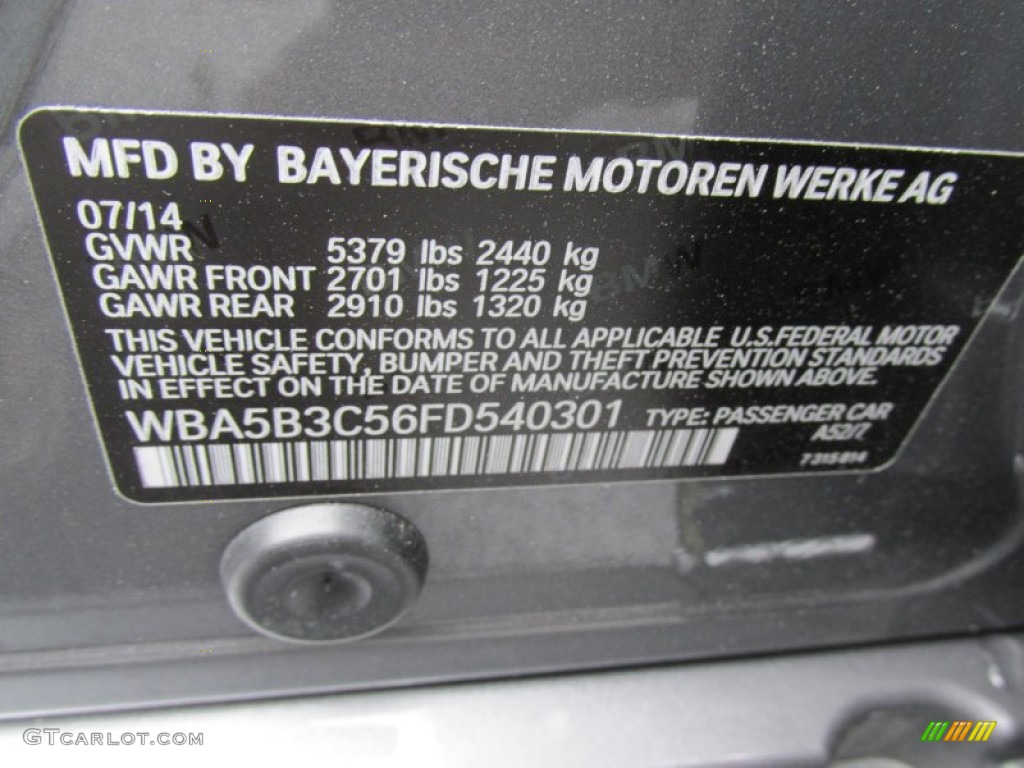 MFD BY BAYERISCHE MOTOREN WERKE AG
07/14
GVWR 5379 lbs 2440 kg
GAWR FRONT 2701 lbs 1225 kg
GAWR REAR 2910 lbs 1320 kg
THIS VEHICLE CONFORMS TO ALL APPLICABLE U.S.FEDERAL MOTOR
VEHICLE SAFETY, BUMPER AND THEFT PREVENTION STANDARDS
IN EFFECT ON THE DATE OF MANUFACTURE SHOWN ABOVE.
WBA5B3C56FD540301 TYPE: PASSENGER CAR
A52/7
7 315 814
GTCarLot.com